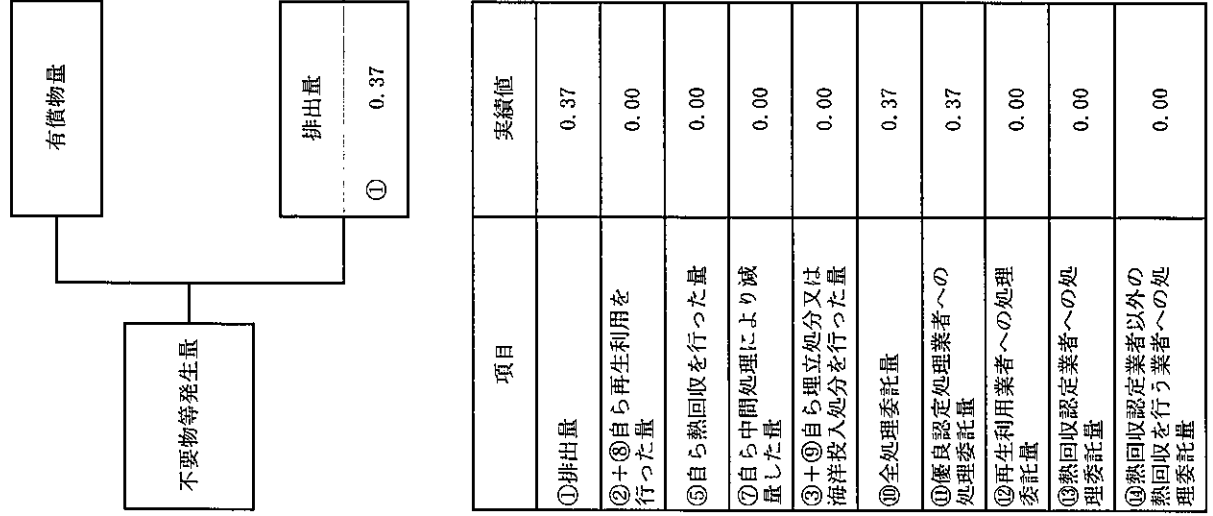 不要物等発生量
有償物量
排出量
① 0.37
項目 実績値
①排出量 0.37
②+⑧自ら再生利用を
行った量 0.00
⑤自ら熱回収を行った量 0.00
⑦自ら中間処理により減
量した量 0.00
③+⑨自ら埋立処分又は
海洋投入処分を行った量 0.00
⑩全処理委託量 0.37
⑪優良認定処理業者への
処理委託量 0.37
⑫再生利用業者への処理
委託量 0.00
⑬熱回収認定業者への処
理委託量 0.00
⑭熱回収認定業者以外の
熱回収を行う業者への処
理委託量 0.00